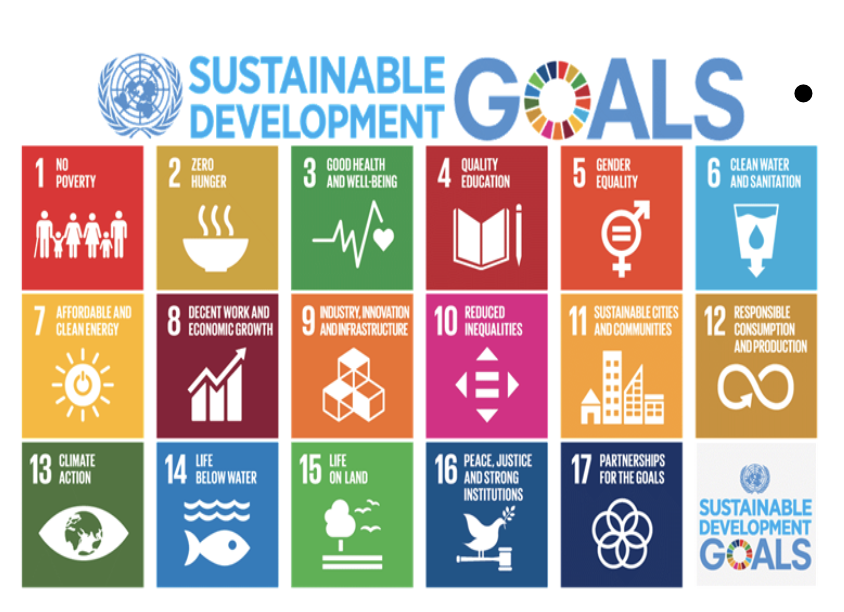 SUSTAINABLE
DEVELOPMENT
GOALS
1 NO
POVERTY
2 ZERO
HUNGER
3 GOOD HEALTH
AND WELL-BEING
4 QUALITY
EDUCATION
5 GENDER
EQUALITY
6 CLEAN WATER
AND SANITATION
7 AFFORDABLE AND
CLEAN ENERGY
8 DECENT WORK AND
ECONOMIC GROWTH
9 INDUSTRY, INNOVATION
AND INFRASTRUCTURE
10 REDUCED
INEQUALITIES
11 SUSTAINABLE CITIES
AND COMMUNITIES
12 RESPONSIBLE
CONSUMPTION
AND PRODUCTION
13 CLIMATE
ACTION
14 LIFE
BELOW WATER
15 LIFE
ON LAND
16 PEACE, JUSTICE
AND STRONG
INSTITUTIONS
17 PARTNERSHIPS
FOR THE GOALS
SUSTAINABLE
DEVELOPMENT
GOALS